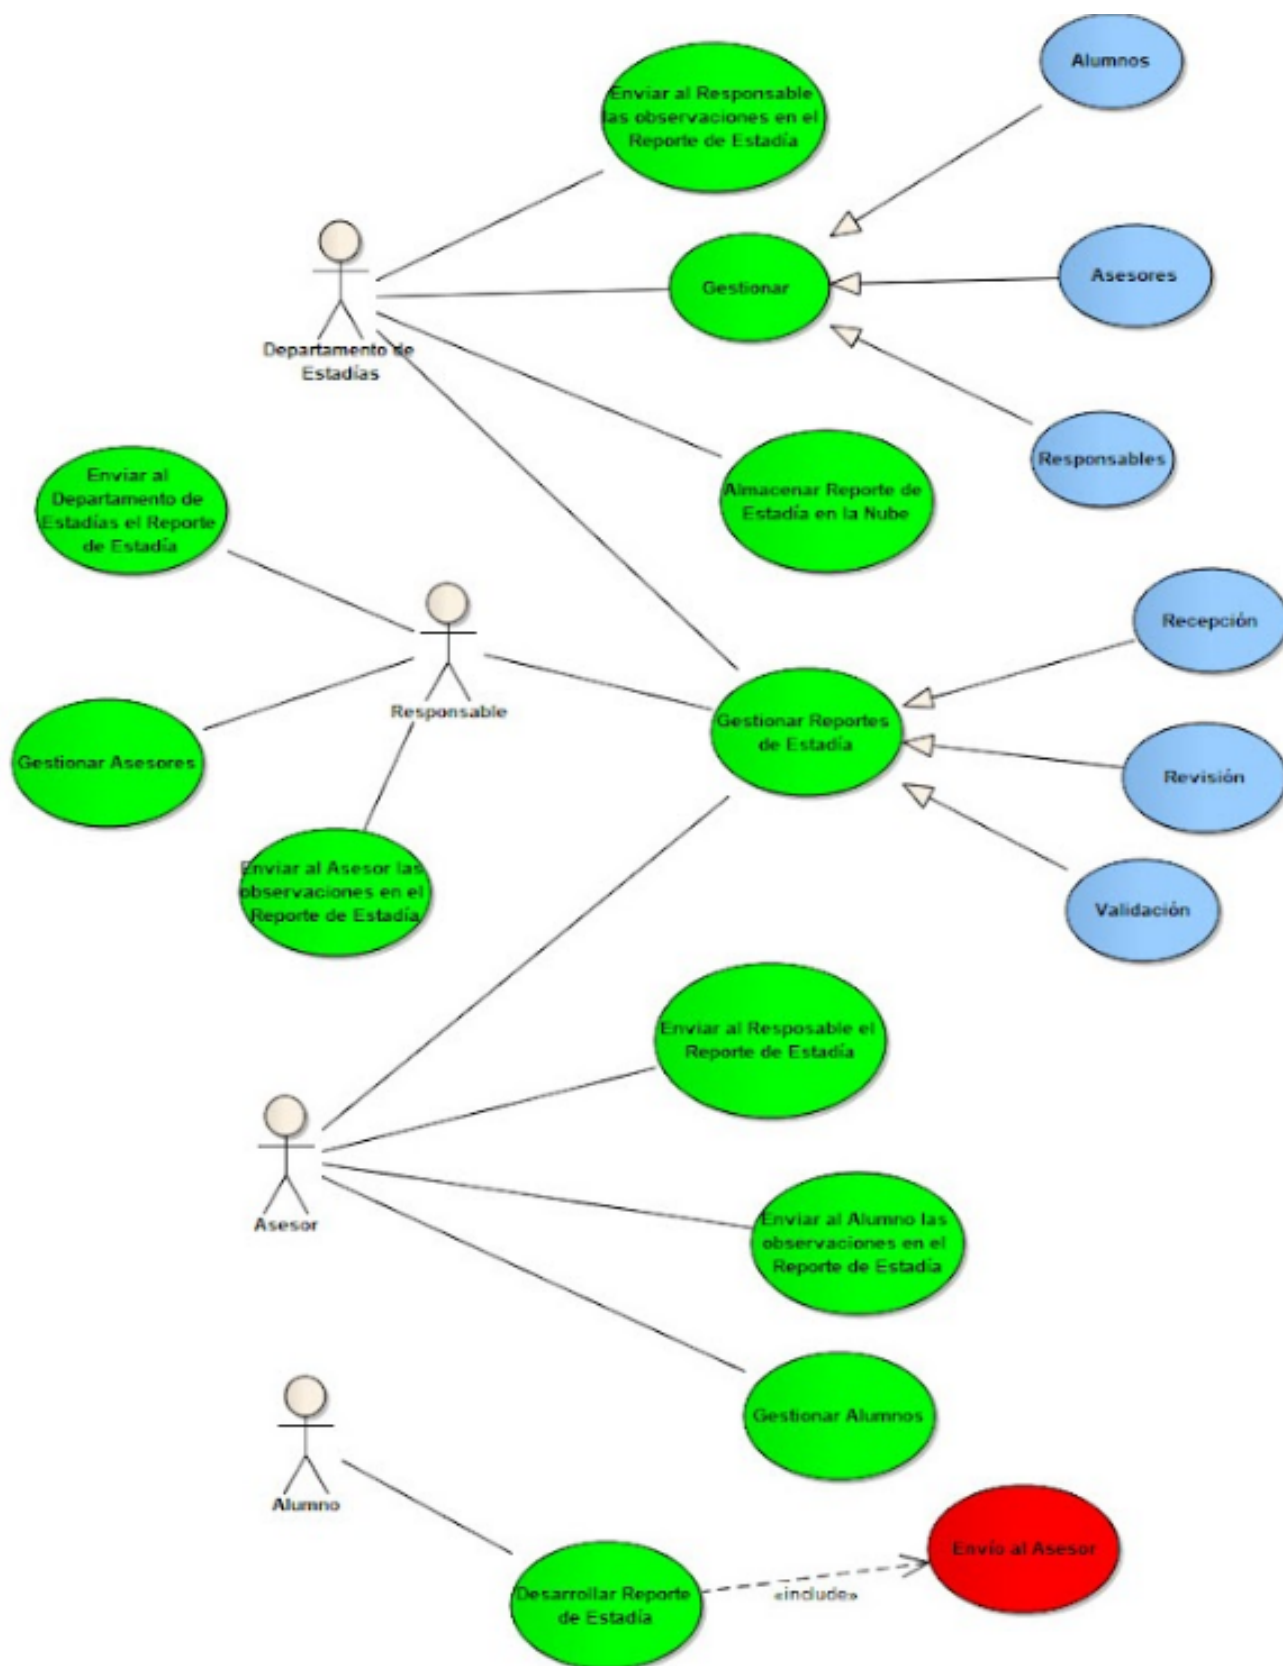 Alumnos
Enviar al Responsable
las observaciones en el
Reporte de Estadía
Asesores
Gestionar
Departamento de
Estadías
Responsables
Enviar al
Departamento de
Estadías el Reporte
de Estadía
Almacenar Reporte de
Estadía en la Nube
Recepción
Responsable
Gestionar Reportes
de Estadía
Gestionar Asesores
Revisión
Enviar al Asesor las
observaciones en el
Reporte de Estadía
Validación
Enviar al Resposable el
Reporte de Estadía
Asesor
Enviar al Alumno las
observaciones en el
Reporte de Estadía
Gestionar Alumnos
Alumno
Envío al Asesor
Desarrollar Reporte
de Estadía
«include»